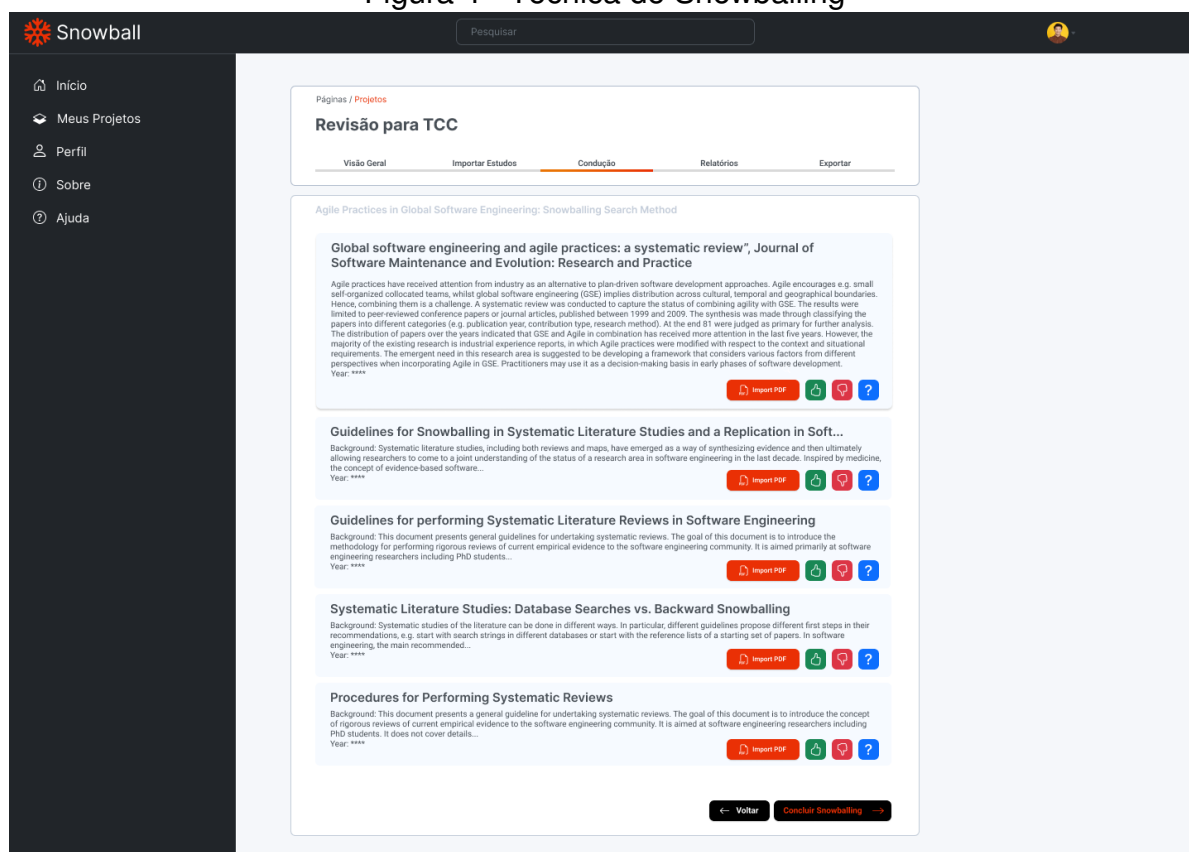 Snowball
Pesquisar
Início
Meus Projetos
Perfil
Sobre
Ajuda
Páginas / Projetos
Revisão para TCC
Visão Geral
Importar Estudos
Condução
Relatórios
Exportar
Agile Practices in Global Software Engineering: Snowballing Search Method
Global software engineering and agile practices: a systematic review”, Journal of
Software Maintenance and Evolution: Research and Practice
Agile practices have received attention from industry as an alternative to plan-driven software development approaches. Agile encourages e.g. small
self-organized collocated teams, whilst global software engineering (GSE) implies distribution across cultural, temporal and geographical boundaries.
Hence, combining them is a challenge. A systematic review was conducted to capture the status of combining agility with GSE. The results were
limited to peer-reviewed conference papers or journal articles, published between 1999 and 2009. The synthesis was made through classifying the
papers into different categories (e.g. publication year, contribution type, research method). At the end 81 were judged as primary for further analysis.
The distribution of papers over the years indicated that GSE and Agile in combination has received more attention in the last five years. However, the
majority of the existing research is industrial experience reports, in which Agile practices were modified with respect to the context and situational
requirements. The emergent need in this research area is suggested to be developing a framework that considers various factors from different
perspectives when incorporating Agile in GSE. Practitioners may use it as a decision-making basis in early phases of software development.
Year: ****
Import PDF
?
Guidelines for Snowballing in Systematic Literature Studies and a Replication in Soft...
Background: Systematic literature studies, including both reviews and maps, have emerged as a way of synthesizing evidence and then ultimately
allowing researchers to come to a joint understanding of the status of a research area in software engineering in the last decade. Inspired by medicine,
the concept of evidence-based software...
Year: ****
Import PDF
?
Guidelines for performing Systematic Literature Reviews in Software Engineering
Background: This document presents general guidelines for undertaking systematic reviews. The goal of this document is to introduce the
methodology for performing rigorous reviews of current empirical evidence to the software engineering community. It is aimed primarily at software
engineering researchers including PhD students...
Year: ****
Import PDF
?
Systematic Literature Studies: Database Searches vs. Backward Snowballing
Background: Systematic studies of the literature can be done in different ways. In particular, different guidelines propose different first steps in their
recommendations, e.g. start with search strings in different databases or start with the reference lists of a starting set of papers. In software
engineering, the main recommended...
Year: ****
Import PDF
?
Procedures for Performing Systematic Reviews
Background: This document presents a general guideline for undertaking systematic reviews. The goal of this document is to introduce the concept
of rigorous reviews of current empirical evidence to the software engineering community. It is aimed at software engineering researchers including
PhD students. It does not cover details...
Year: ****
Import PDF
?
← Voltar
Concluir Snowballing →